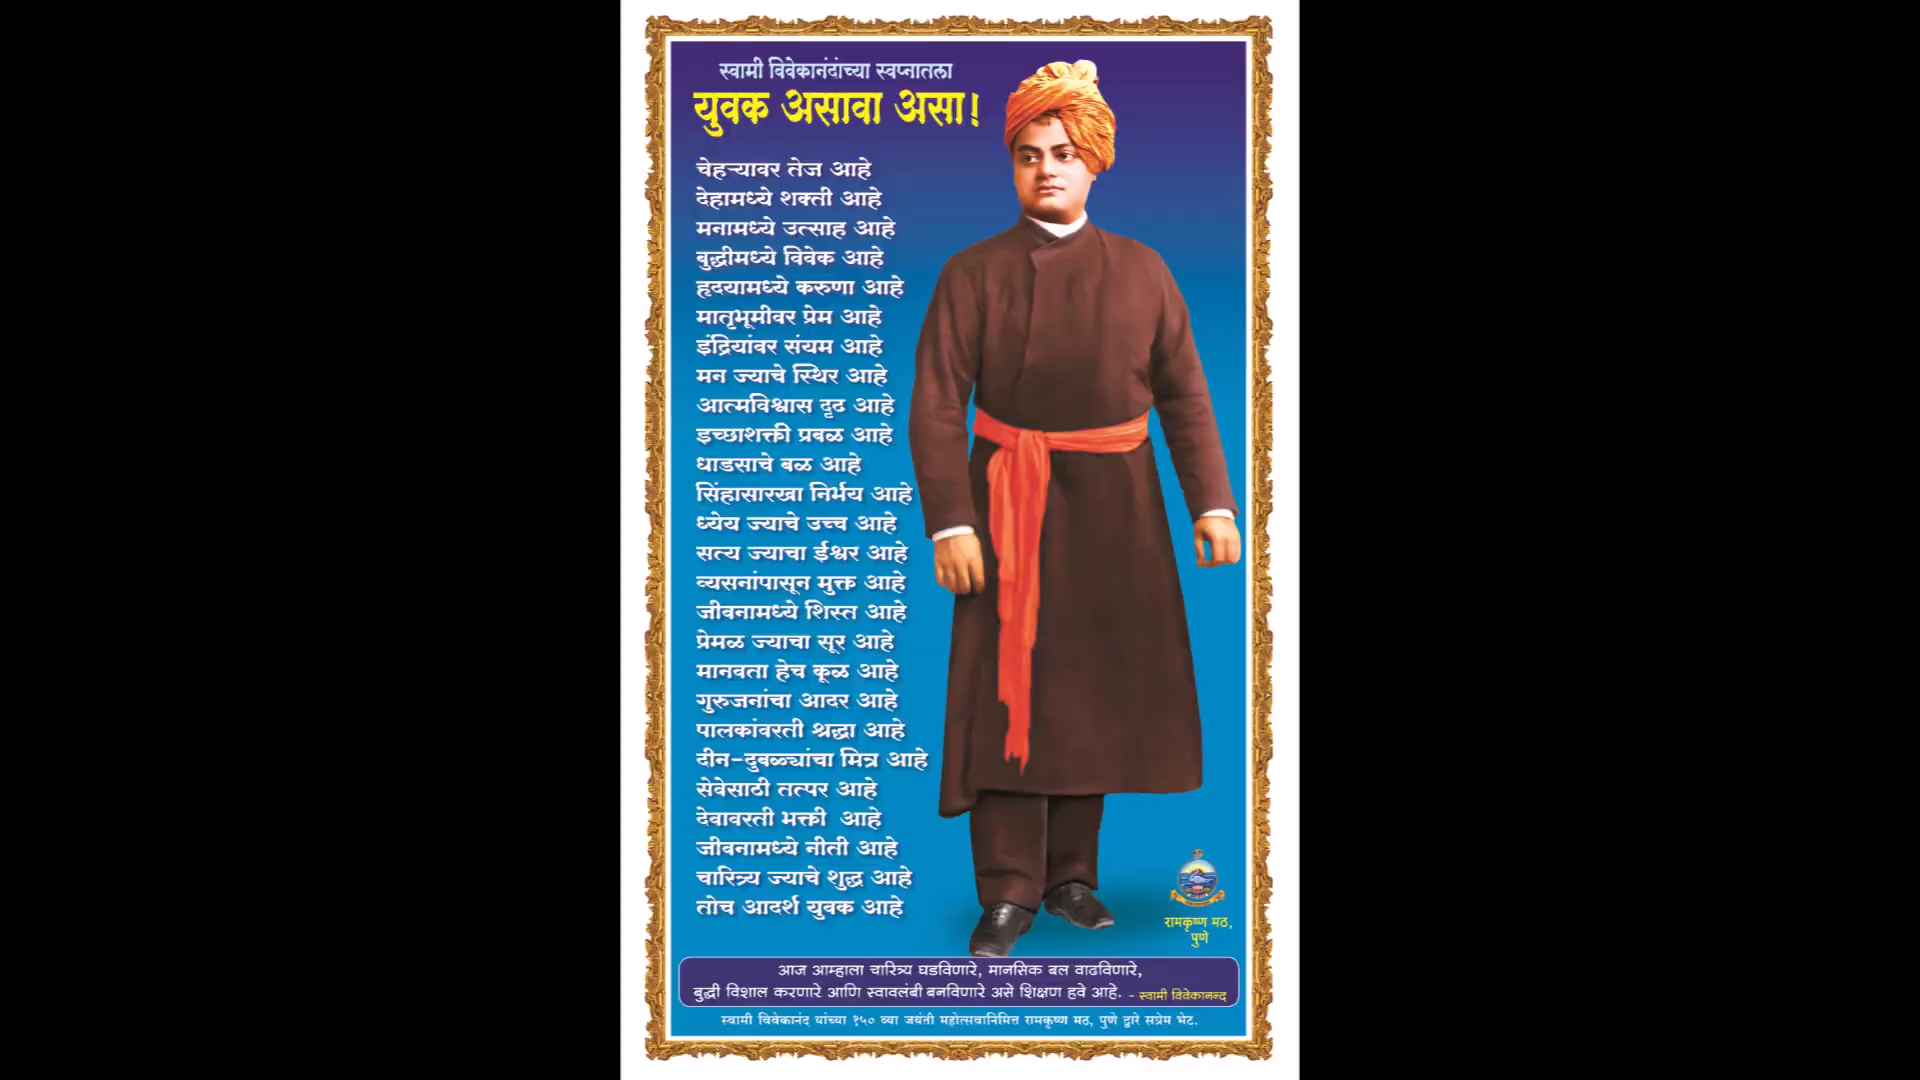 स्वामी विवेकानंदांच्या स्वप्नातला
युवक असावा असा!
चेहऱ्यावर तेज आहे
देहामध्ये शक्ती आहे
मनामध्ये उत्साह आहे
बुद्धीमध्ये विवेक आहे
हृदयामध्ये करुणा आहे
मातृभूमीवर प्रेम आहे
इंद्रियांवर संयम आहे
मन ज्याचे स्थिर आहे
आत्मविश्वास दृढ आहे
इच्छाशक्ती प्रबळ आहे
धाडसाचे बळ आहे
सिंहासारखा निर्भय आहे
ध्येय ज्याचे उच्च आहे
सत्य ज्याचा ईश्वर आहे
व्यसनांपासून मुक्त आहे
जीवनामध्ये शिस्त आहे
प्रेमळ ज्याचा सूर आहे
मानवता हेच कूळ आहे
गुरुजनांचा आदर आहे
पालकांवरती श्रद्धा आहे
दीन-दुबळ्यांचा मित्र आहे
सेवेसाठी तत्पर आहे
देवावरती भक्ती आहे
जीवनामध्ये नीती आहे
चारित्र्य ज्याचे शुद्ध आहे
तोच आदर्श युवक आहे
रामकृष्ण मठ,
पुणे
आज आम्हाला चारित्र्य घडविणारे, मानसिक बल वाढविणारे,
बुद्धी विशाल करणारे आणि स्वावलंबी बनविणारे असे शिक्षण हवे आहे. - स्वामी विवेकानन्द
स्वामी विवेकानंद यांच्या १५० व्या जयंती महोत्सवानिमित्त रामकृष्ण मठ, पुणे द्वारे सप्रेम भेट.